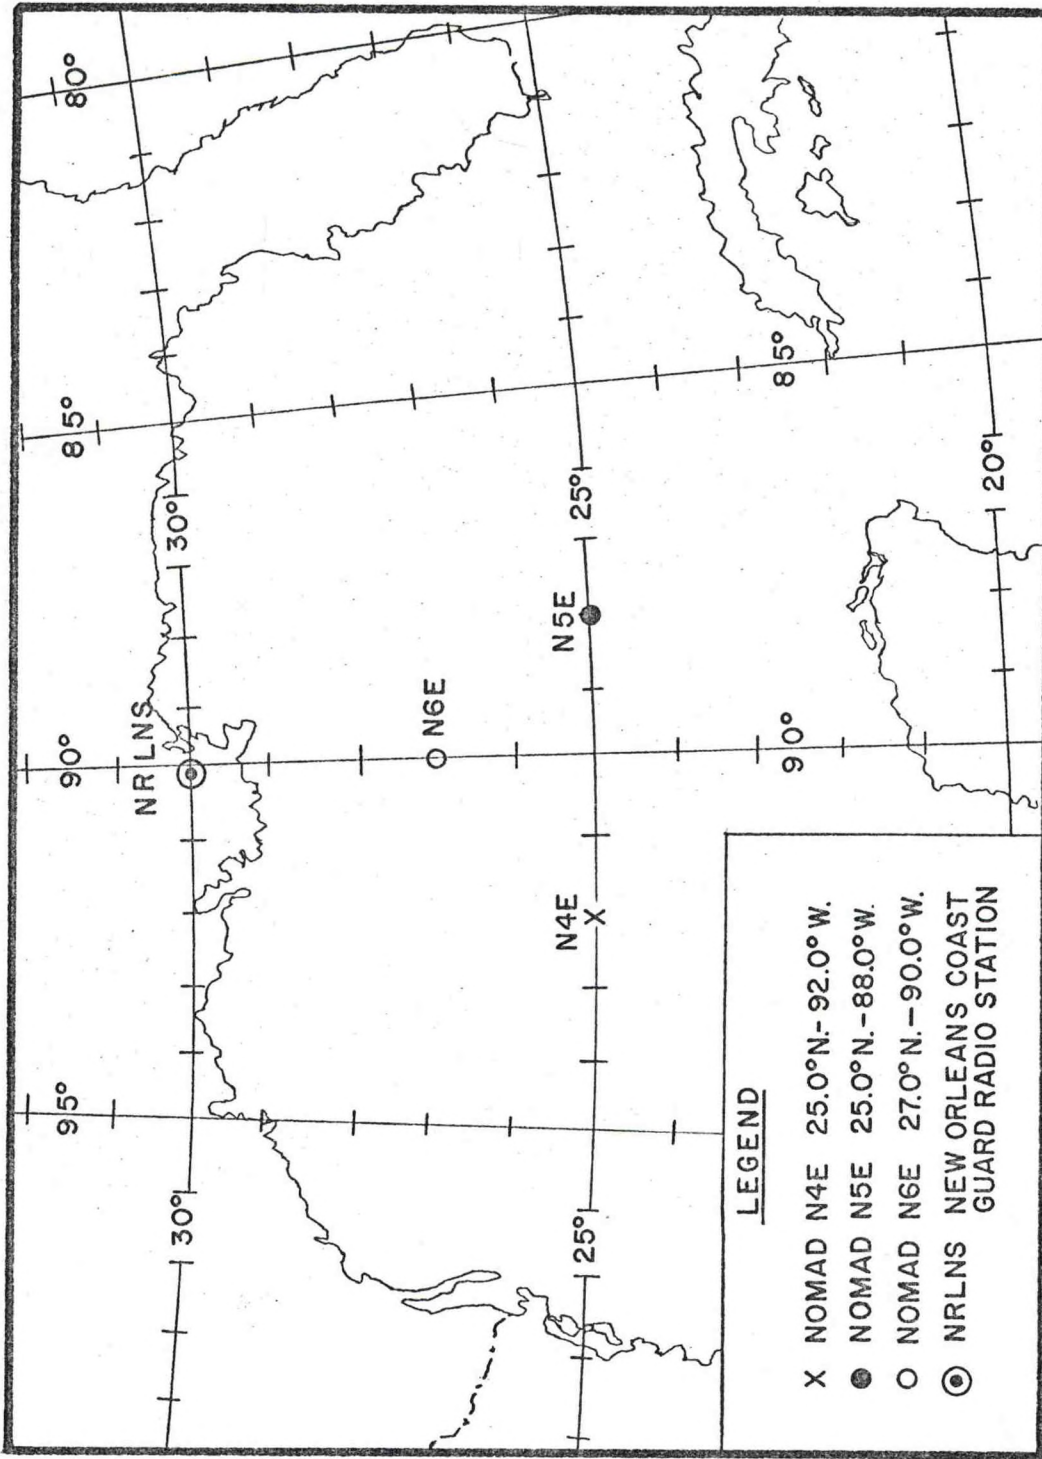 95°
90°
85°
80°
NRLNS
30°
30°
N6E
N4E
N5E
25°
25°
90°
85°
20°
LEGEND
X NOMAD N4E 25.0°N.- 92.0°W.
● NOMAD N5E 25.0°N.-88.0°W.
○ NOMAD N6E 27.0°N.-90.0°W.
◉ NRLNS NEW ORLEANS COAST
GUARD RADIO STATION